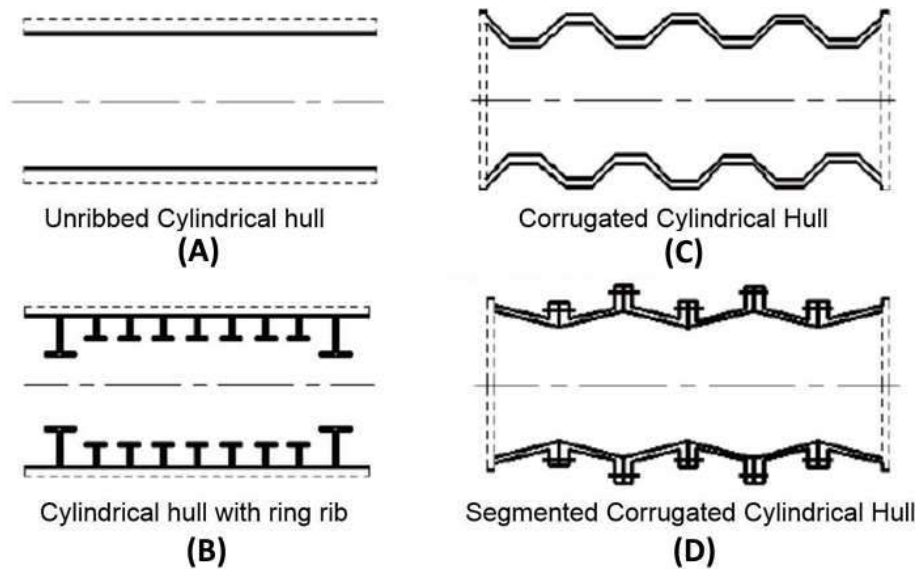 Unribbed Cylindrical hull
(A)
Corrugated Cylindrical Hull
(C)
Cylindrical hull with ring rib
(B)
Segmented Corrugated Cylindrical Hull
(D)